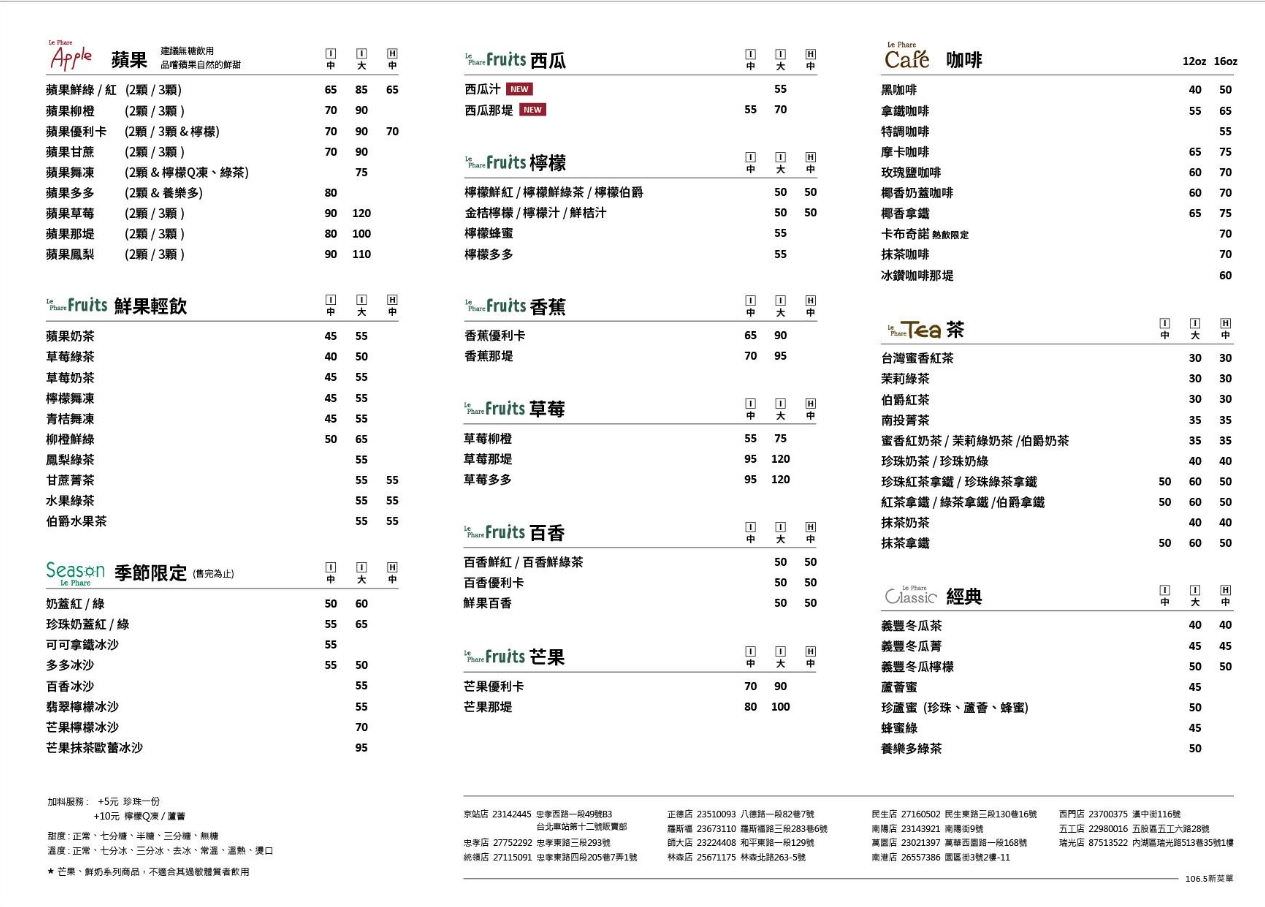 Le Phare
Apple 蘋果 建議無糖飲用 I I H
品嚐蘋果自然的鮮甜 中 大 中
蘋果鮮綠 / 紅 (2顆 / 3顆) 65 85 65
蘋果柳橙 (2顆 / 3顆 ) 70 90
蘋果優利卡 (2顆 / 3顆 & 檸檬) 70 90 70
蘋果甘蔗 (2顆 / 3顆 ) 70 90
蘋果舞凍 (2顆 & 檸檬Q凍、綠茶) 75
蘋果多多 (2顆 & 養樂多) 80
蘋果草莓 (2顆 / 3顆 ) 90 120
蘋果那堤 (2顆 / 3顆 ) 80 100
蘋果鳳梨 (2顆 / 3顆 ) 90 110
Le Phare Fruits 鮮果輕飲 I I H
中 大 中
蘋果奶茶 45 55
草莓綠茶 40 50
草莓奶茶 45 55
檸檬舞凍 45 55
青桔舞凍 45 55
柳橙鮮綠 50 65
鳳梨綠茶 55
甘蔗菁茶 55 55
水果綠茶 55 55
伯爵水果茶 55 55
Season 季節限定 (售完為止) I I H
Le Phare 中 大 中
奶蓋紅 / 綠 50 60
珍珠奶蓋紅 / 綠 55 65
可可拿鐵冰沙 55
多多冰沙 55 50
百香冰沙 55
翡翠檸檬冰沙 55
芒果檸檬冰沙 70
芒果抹茶歐蕾冰沙 95
加料服務 : +5元 珍珠一份
+10元 檸檬Q凍 / 蘆薈
甜度 : 正常、七分糖、半糖、三分糖、無糖
溫度 : 正常、七分冰、三分冰、去冰、常溫、溫熱、燙口
★ 芒果、鮮奶系列商品，不適合其過敏體質者飲用
Le Phare Fruits 西瓜 I I H
中 大 中
西瓜汁 NEW 55
西瓜那堤 NEW 55 70
Le Phare Fruits 檸檬 I I H
中 大 中
檸檬鮮紅 / 檸檬鮮綠茶 / 檸檬伯爵 50 50
金桔檸檬 / 檸檬汁 / 鮮桔汁 50 50
檸檬蜂蜜 55
檸檬多多 55
Le Phare Fruits 香蕉 I I H
中 大 中
香蕉優利卡 65 90
香蕉那堤 70 95
Le Phare Fruits 草莓 I I H
中 大 中
草莓柳橙 55 75
草莓那堤 95 120
草莓多多 95 120
Le Phare Fruits 百香 I I H
中 大 中
百香鮮紅 / 百香鮮綠茶 50 50
百香優利卡 50 50
鮮果百香 50 50
Le Phare Fruits 芒果 I I H
中 大 中
芒果優利卡 70 90
芒果那堤 80 100
Le Phare
Café 咖啡 12oz 16oz
黑咖啡 40 50
拿鐵咖啡 55 65
特調咖啡 55
摩卡咖啡 65 75
玫瑰鹽咖啡 60 70
椰香奶蓋咖啡 60 70
椰香拿鐵 65 75
卡布奇諾 熱飲限定 70
抹茶咖啡 70
冰鑽咖啡那堤 60
Le Phare Tea 茶 I I H
中 大 中
台灣蜜香紅茶 30 30
茉莉綠茶 30 30
伯爵紅茶 30 30
南投菁茶 35 35
蜜香紅奶茶 / 茉莉綠奶茶 /伯爵奶茶 35 35
珍珠奶茶 / 珍珠奶綠 40 40
珍珠紅茶拿鐵 / 珍珠綠茶拿鐵 50 60 50
紅茶拿鐵 / 綠茶拿鐵 /伯爵拿鐵 50 60 50
抹茶奶茶 40 40
抹茶拿鐵 50 60 50
Le Phare
Classic 經典 I I H
中 大 中
義豐冬瓜茶 40 40
義豐冬瓜菁 45 45
義豐冬瓜檸檬 50 50
蘆薈蜜 45
珍蘆蜜 (珍珠、蘆薈、蜂蜜) 50
蜂蜜綠 45
養樂多綠茶 50
京站店 23142445 忠孝西路一段49號B3
台北車站第十二號販賣部
忠孝店 27752292 忠孝東路三段293號
統領店 27115091 忠孝東路四段205巷7弄1號
正德店 23510093 八德路一段82巷7號
羅斯福 23673110 羅斯福路三段283巷6號
師大店 23224408 和平東路一段129號
林森店 25671175 林森北路263-5號
民生店 27160502 民生東路三段130巷16號
南陽店 23143921 南陽街9號
萬園店 23021397 萬華西園路一段168號
南港店 26557386 園區街3號2樓-11
西門店 23700375 漢中街116號
五工店 22980016 五股區五工六路28號
瑞光店 87513522 內湖區瑞光路513巷35號1樓
106.5新菜單